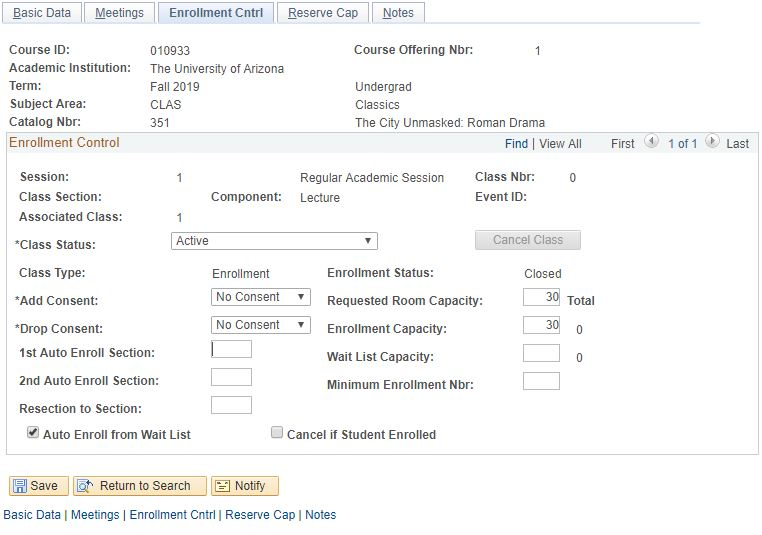 Basic Data Meetings Enrollment Cntrl Reserve Cap Notes
Course ID: 010933 Course Offering Nbr: 1
Academic Institution: The University of Arizona
Term: Fall 2019 Undergrad
Subject Area: CLAS Classics
Catalog Nbr: 351 The City Unmasked: Roman Drama
Enrollment Control Find | View All First 1 of 1 Last
Session: 1 Regular Academic Session Class Nbr: 0
Class Section: Component: Lecture Event ID:
Associated Class: 1
*Class Status: Active Cancel Class
Class Type: Enrollment Enrollment Status: Closed
*Add Consent: No Consent Requested Room Capacity: 30 Total
*Drop Consent: No Consent Enrollment Capacity: 30 0
1st Auto Enroll Section: Wait List Capacity: 0
2nd Auto Enroll Section: Minimum Enrollment Nbr:
Resection to Section:
Auto Enroll from Wait List Cancel if Student Enrolled
Save Return to Search Notify
Basic Data | Meetings | Enrollment Cntrl | Reserve Cap | Notes